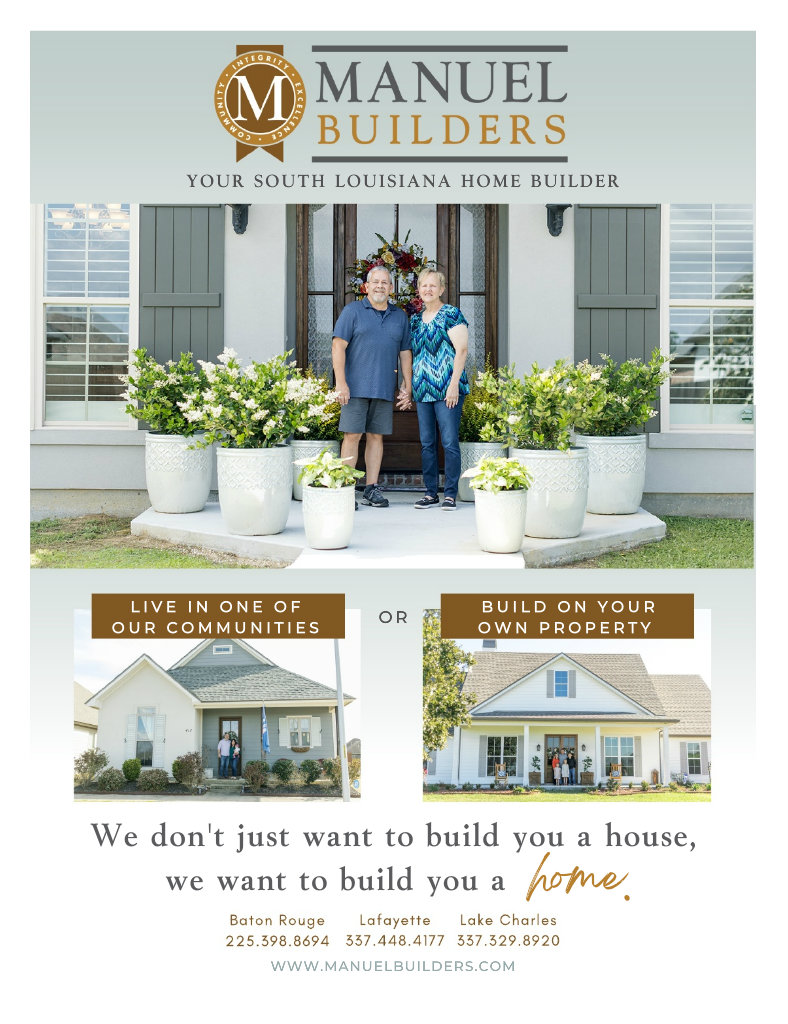 INTEGRITY • EXCELLENCE • COMMUNITY •
M
MANUEL
BUILDERS
YOUR SOUTH LOUISIANA HOME BUILDER
LIVE IN ONE OF
OUR COMMUNITIES
OR
BUILD ON YOUR
OWN PROPERTY
We don't just want to build you a house,
we want to build you a home.
Baton Rouge Lafayette Lake Charles
225.398.8694 337.448.4177 337.329.8920
WWW.MANUELBUILDERS.COM